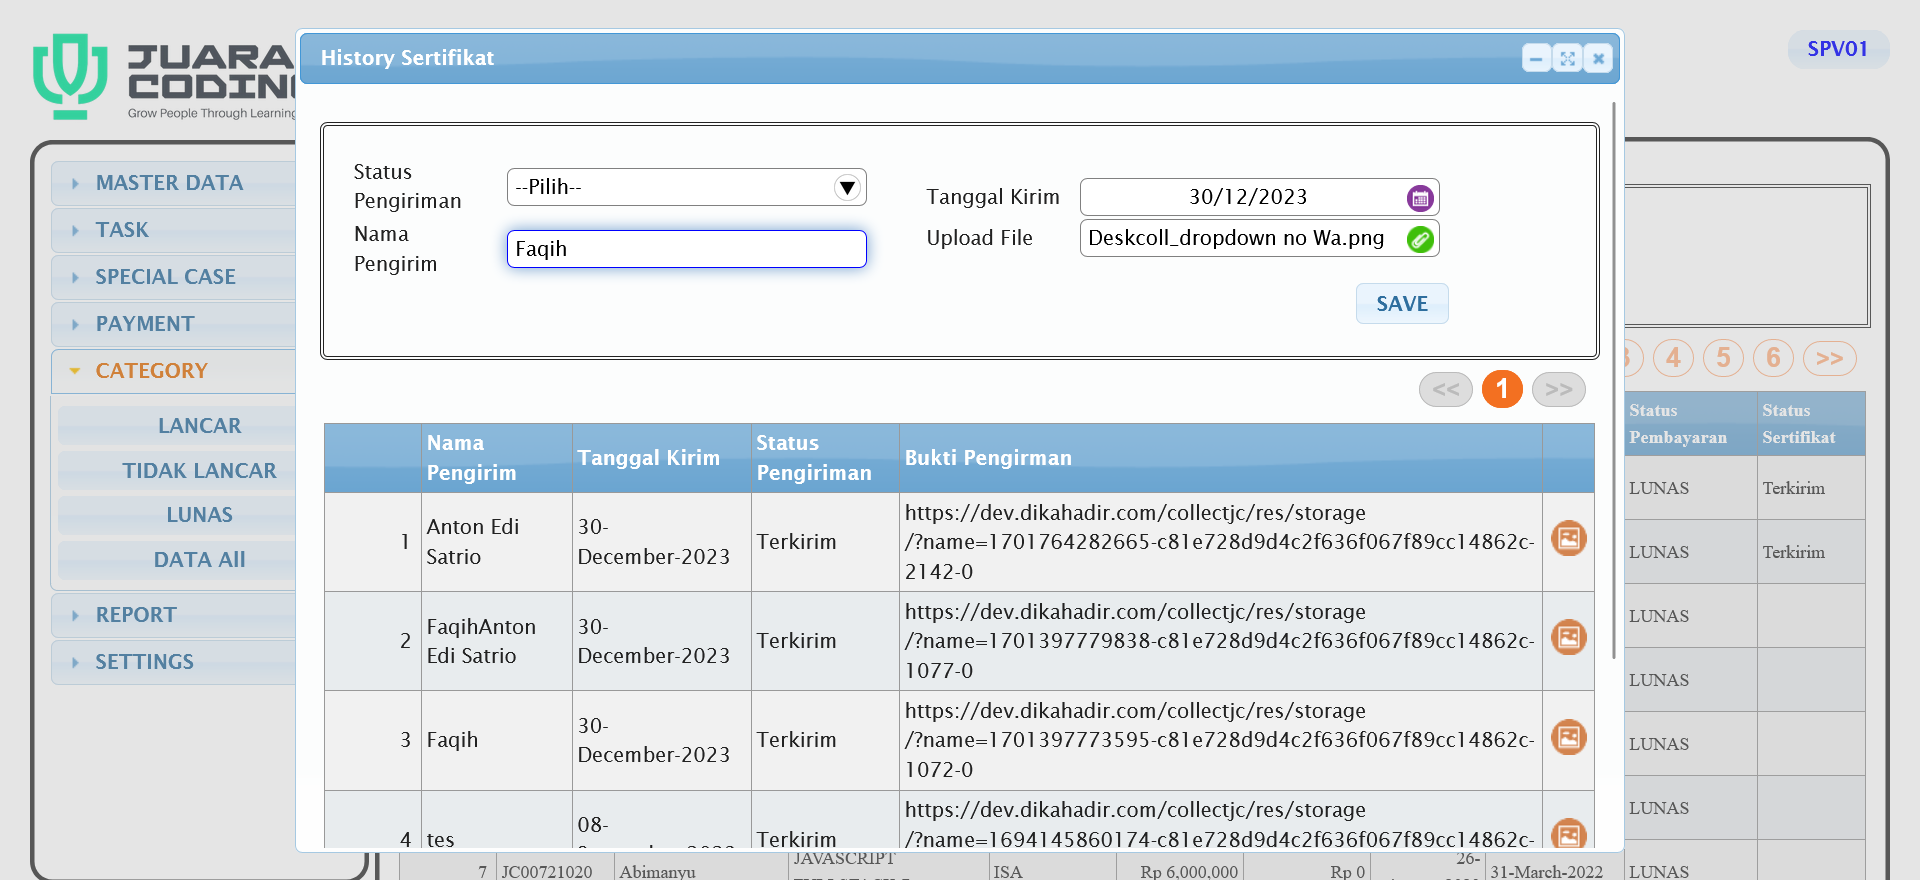 JUARA
CODING
Grow People Through Learning
SPV01
History Sertifikat
MASTER DATA
TASK
SPECIAL CASE
PAYMENT
CATEGORY
LANCAR
TIDAK LANCAR
LUNAS
DATA All
REPORT
SETTINGS
Status
Pengiriman
--Pilih--
Nama
Pengirim
Faqih
Tanggal Kirim
30/12/2023
Upload File
Deskcoll_dropdown no Wa.png
SAVE
<< 1 >>
4 5 6 >>
Nama
Pengirim
Tanggal Kirim
Status
Pengiriman
Bukti Pengirman
1
Anton Edi
Satrio
30-
December-2023
Terkirim
https://dev.dikahadir.com/collectjc/res/storage
/?name=1701764282665-c81e728d9d4c2f636f067f89cc14862c-
2142-0
2
FaqihAnton
Edi Satrio
30-
December-2023
Terkirim
https://dev.dikahadir.com/collectjc/res/storage
/?name=1701397779838-c81e728d9d4c2f636f067f89cc14862c-
1077-0
3
Faqih
30-
December-2023
Terkirim
https://dev.dikahadir.com/collectjc/res/storage
/?name=1701397773595-c81e728d9d4c2f636f067f89cc14862c-
1072-0
4
tes
08-
Terkirim
https://dev.dikahadir.com/collectjc/res/storage
/?name=1694145860174-c81e728d9d4c2f636f067f89cc14862c-
Status
Pembayaran
Status
Sertifikat
LUNAS Terkirim
LUNAS Terkirim
LUNAS
LUNAS
LUNAS
LUNAS
7 JC00721020 Abimanyu
JAVASCRIPT
ISA Rp 6,000,000 Rp 0
26-
31-March-2022 LUNAS